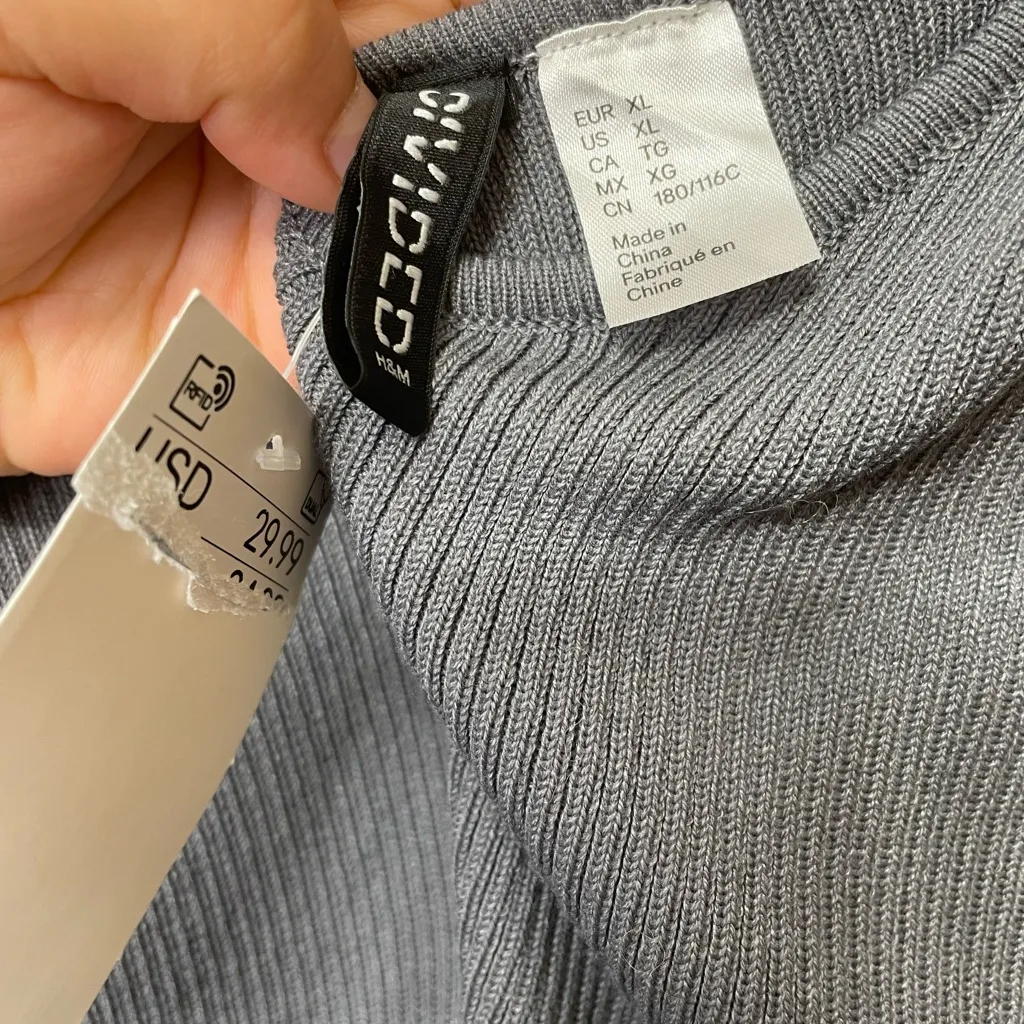 DIVIDED
H&M
EUR XL
US XL
CA TG
MX XG
CN 180/116C
Made in
China
Fabriqué en
Chine
RFID
USD
29.99